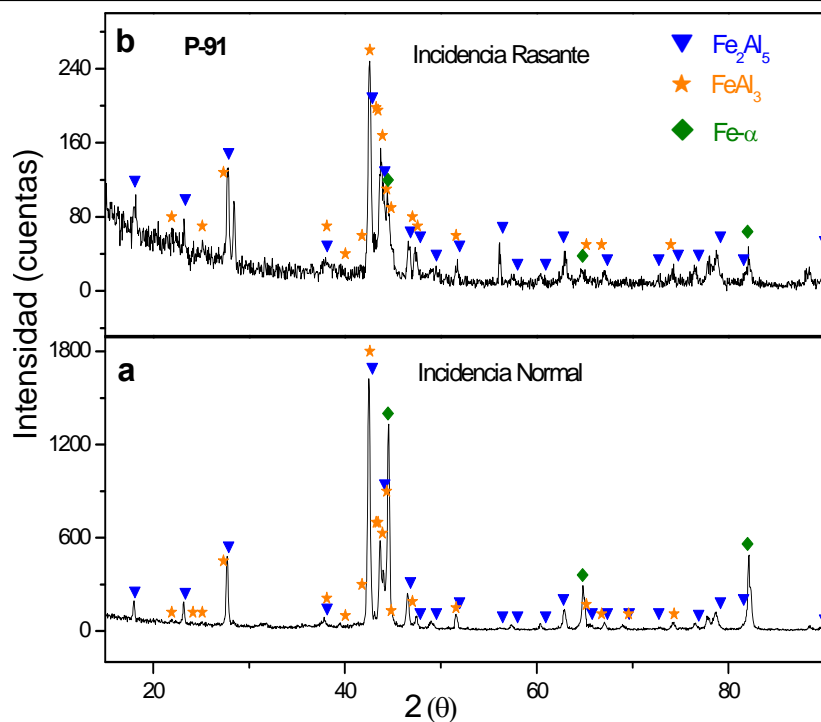 b P-91 Incidencia Rasante
Fe2Al5
FeAl3
Fe-α
240
160
80
0
Intensidad (cuentas)
a Incidencia Normal
1800
1200
600
0
20 40 60 80
2 (θ)